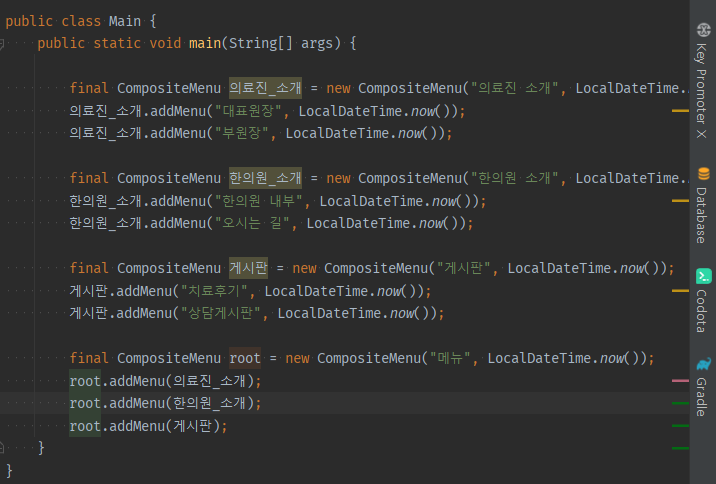 public class Main {
    public static void main(String[] args) {

        final CompositeMenu 의료진_소개 = new CompositeMenu("의료진 소개", LocalDateTime.
        의료진_소개.addMenu("대표원장", LocalDateTime.now());
        의료진_소개.addMenu("부원장", LocalDateTime.now());

        final CompositeMenu 한의원_소개 = new CompositeMenu("한의원 소개", LocalDateTime.
        한의원_소개.addMenu("한의원 내부", LocalDateTime.now());
        한의원_소개.addMenu("오시는 길", LocalDateTime.now());

        final CompositeMenu 게시판 = new CompositeMenu("게시판", LocalDateTime.now());
        게시판.addMenu("치료후기", LocalDateTime.now());
        게시판.addMenu("상담게시판", LocalDateTime.now());

        final CompositeMenu root = new CompositeMenu("메뉴", LocalDateTime.now());
        root.addMenu(의료진_소개);
        root.addMenu(한의원_소개);
        root.addMenu(게시판);
    }
}
Key Promoter X
Database
Codota
Gradle